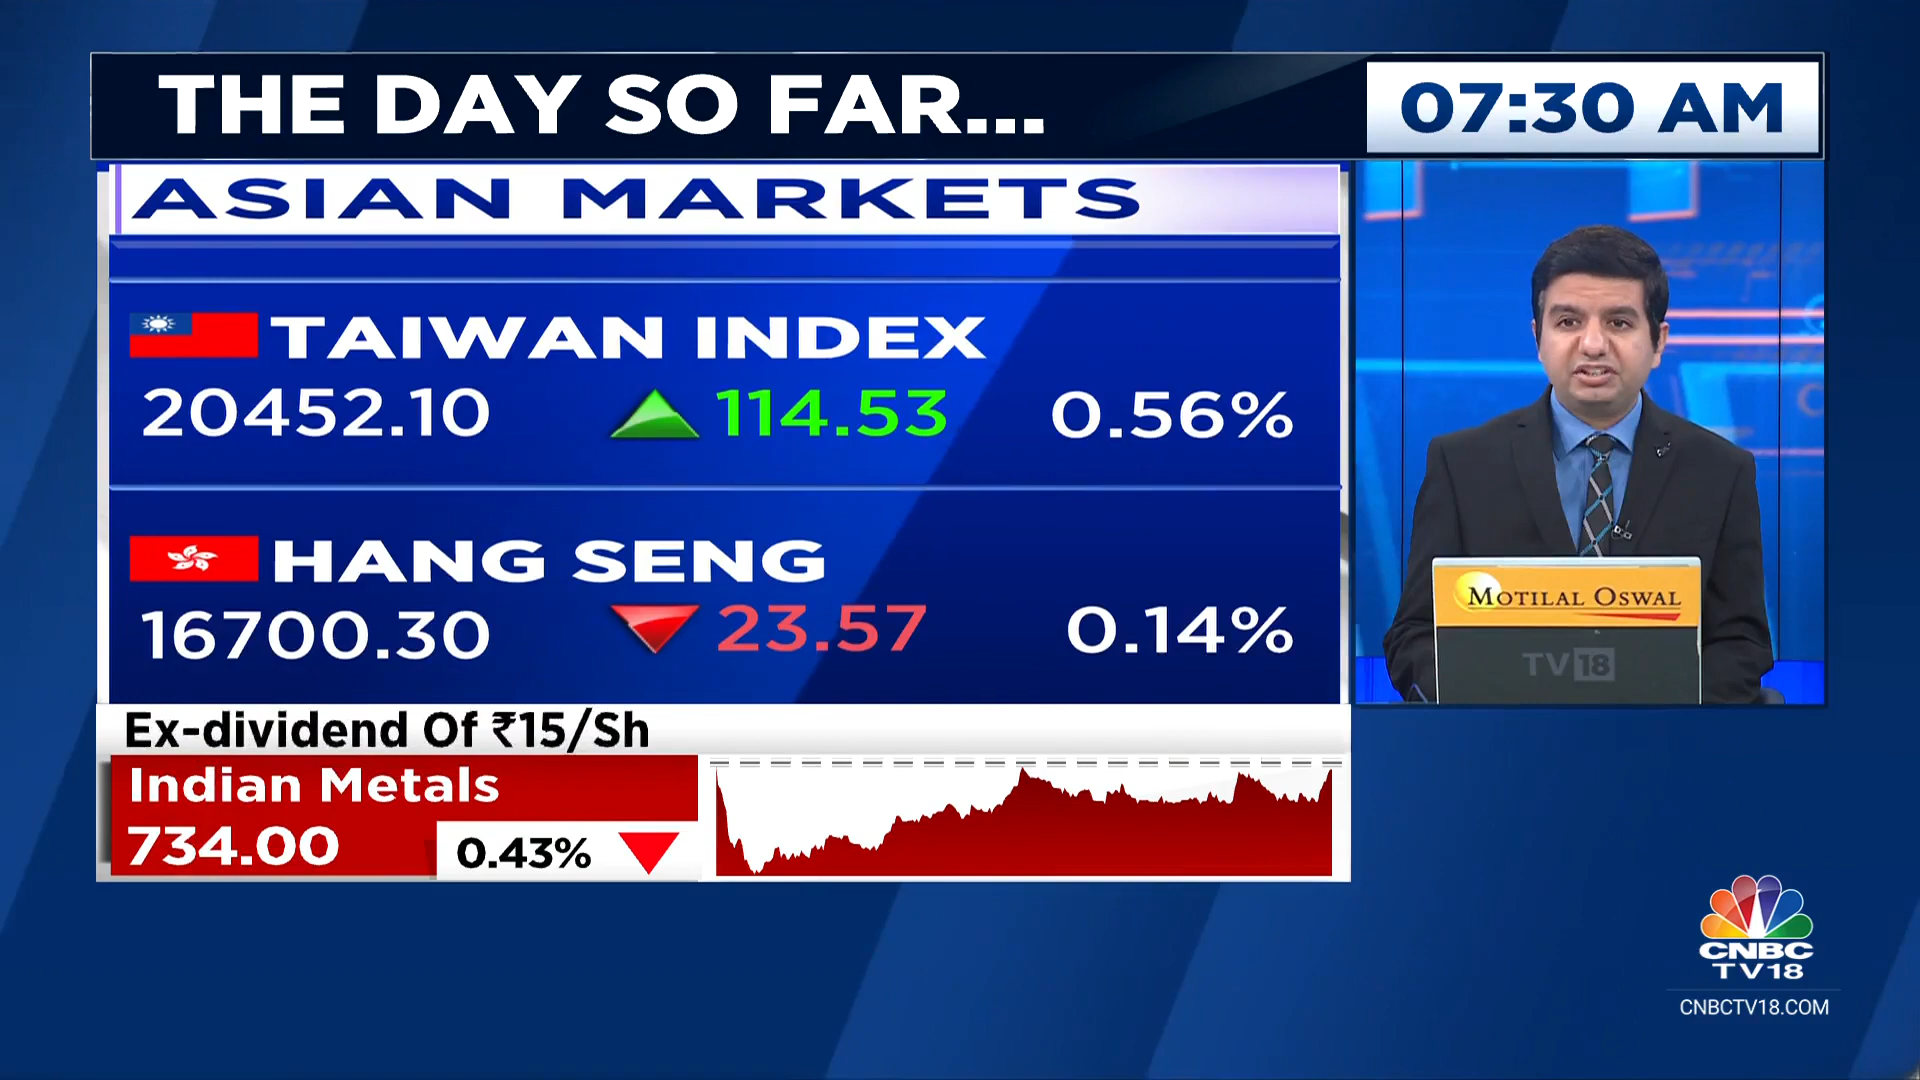 THE DAY SO FAR...
07:30 AM
ASIAN MARKETS
TAIWAN INDEX
20452.10 114.53 0.56%
HANG SENG
16700.30 23.57 0.14%
Ex-dividend Of ₹15/Sh
Indian Metals
734.00 0.43%
MOTILAL OSWAL
TV18
CNBC
TV18
CNBCTV18.COM